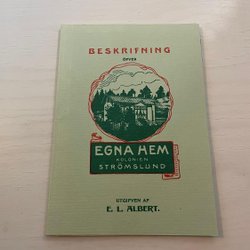 BESKRIFNING
ÖFVER
EGNA HEM
KOLONIEN
STRÖMSLUND
UTGIFVEN AF
E. L. ALBERT.